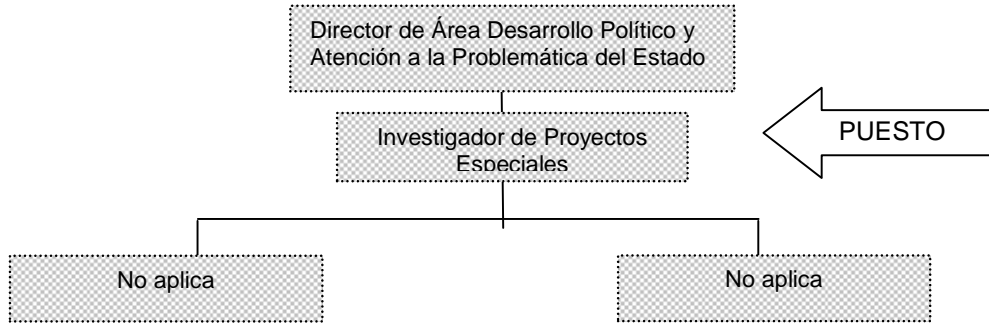 Director de Área Desarrollo Político y
Atención a la Problemática del Estado
Investigador de Proyectos
Especiales
PUESTO
No aplica
No aplica